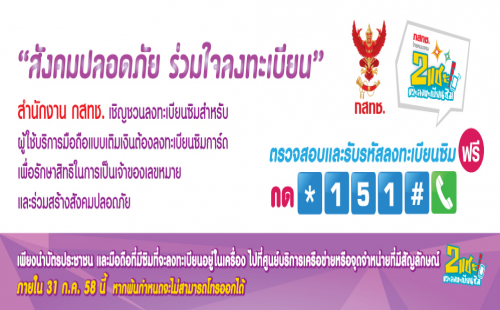 “สังคมปลอดภัย ร่วมใจลงทะเบียน”
กสทช.
กสทช.
2แชะ
สำนักงาน กสทช. เชิญชวนลงทะเบียนซิมสำหรับ
ผู้ใช้บริการมือถือแบบเติมเงินต้องลงทะเบียนซิมการ์ด
เพื่อรักษาสิทธิในการเป็นเจ้าของเลขหมาย
และร่วมสร้างสังคมปลอดภัย
ตรวจสอบและรับรหัสลงทะเบียนซิม ฟรี
กด *151#
เพียงนำบัตรประชาชน และมือถือที่มีซิมที่จะลงทะเบียนอยู่ในเครื่อง ไปที่ศูนย์บริการเครือข่ายหรือจุดจำหน่ายที่มีสัญลักษณ์ 2แชะ
ภายใน 31 ก.ค. 58 นี้ หากพ้นกำหนดจะไม่สามารถโทรออกได้